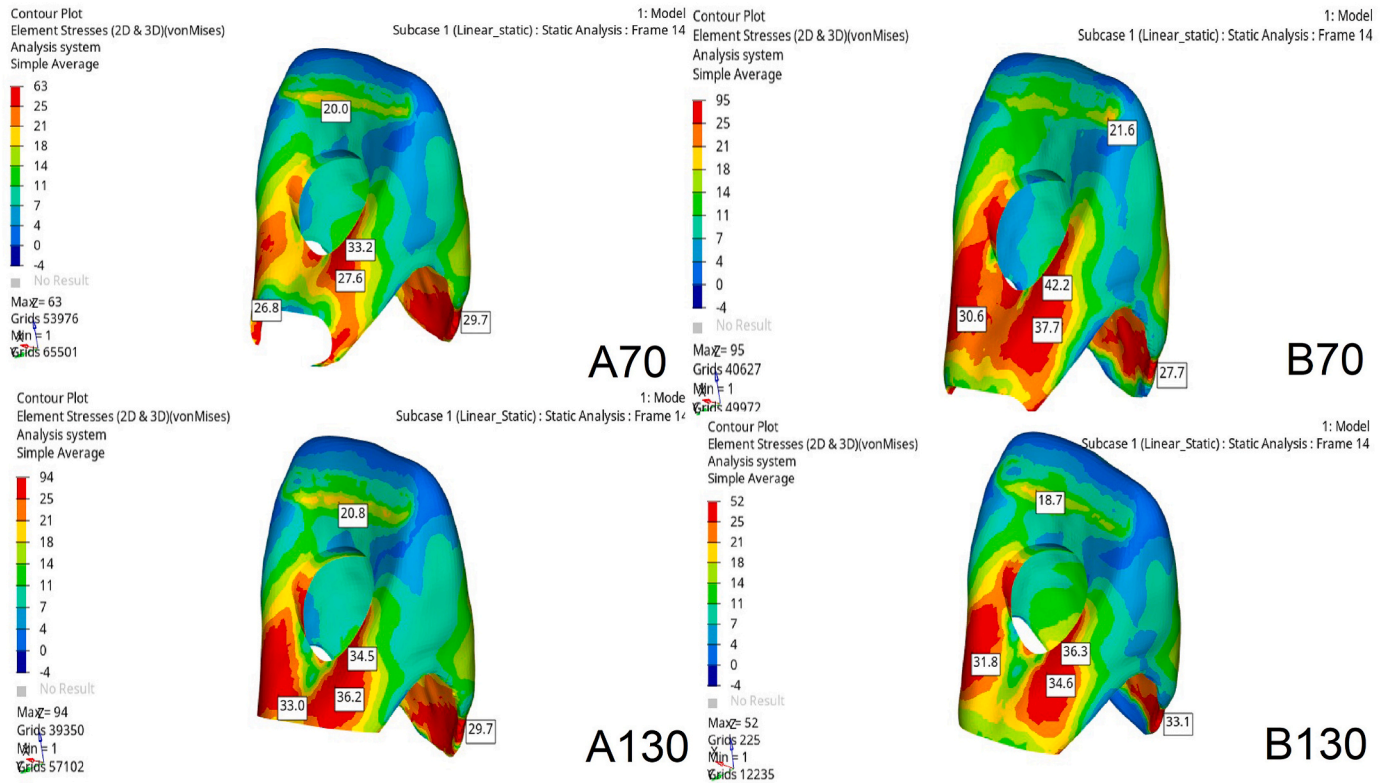 Contour Plot
Element Stresses (2D & 3D)(vonMises)
Analysis system
Simple Average
1: Model
Subcase 1 (Linear_static) : Static Analysis : Frame 14
63
25
21
18
14
11
7
4
0
-4
No Result
Max = 63
Grids 53976
Min = 1
Grids 65501
Z
X
Y
20.0
33.2
27.6
26.8
29.7
A70
Contour Plot
Element Stresses (2D & 3D)(vonMises)
Analysis system
Simple Average
1: Model
Subcase 1 (Linear_static) : Static Analysis : Frame 14
95
25
21
18
14
11
7
4
0
-4
No Result
Max = 95
Grids 40627
Min = 1
Grids 49972
Z
X
Y
21.6
42.2
30.6
37.7
27.7
B70
Contour Plot
Element Stresses (2D & 3D)(vonMises)
Analysis system
Simple Average
1: Mode
Subcase 1 (Linear_Static) : Static Analysis : Frame 14
94
25
21
18
14
11
7
4
0
-4
No Result
Max = 94
Grids 39350
Min = 1
Grids 57102
Z
X
Y
20.8
34.5
36.2
33.0
29.7
A130
Contour Plot
Element Stresses (2D & 3D)(vonMises)
Analysis system
Simple Average
1: Model
Subcase 1 (Linear_Static) : Static Analysis : Frame 14
52
25
21
18
14
11
7
4
0
-4
No Result
Max = 52
Grids 225
Min = 1
Grids 12235
Z
X
Y
18.7
36.3
31.8
34.6
33.1
B130